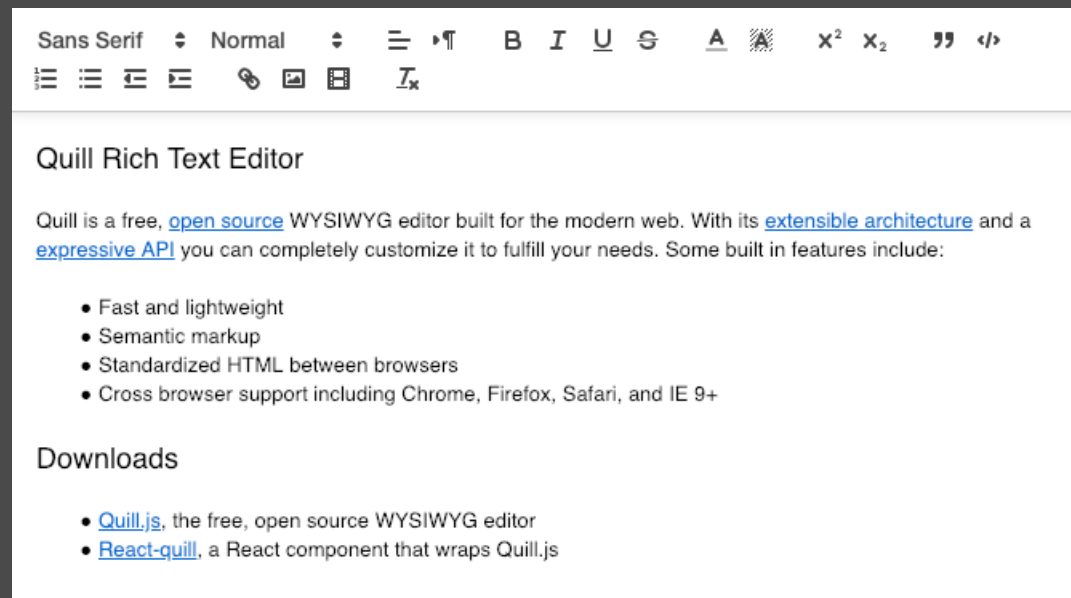 Sans Serif Normal B I U S A A x² x₂ ” </>
Quill Rich Text Editor
Quill is a free, open source WYSIWYG editor built for the modern web. With its extensible architecture and a
expressive API you can completely customize it to fulfill your needs. Some built in features include:
● Fast and lightweight
● Semantic markup
● Standardized HTML between browsers
● Cross browser support including Chrome, Firefox, Safari, and IE 9+
Downloads
● Quill.js, the free, open source WYSIWYG editor
● React-quill, a React component that wraps Quill.js